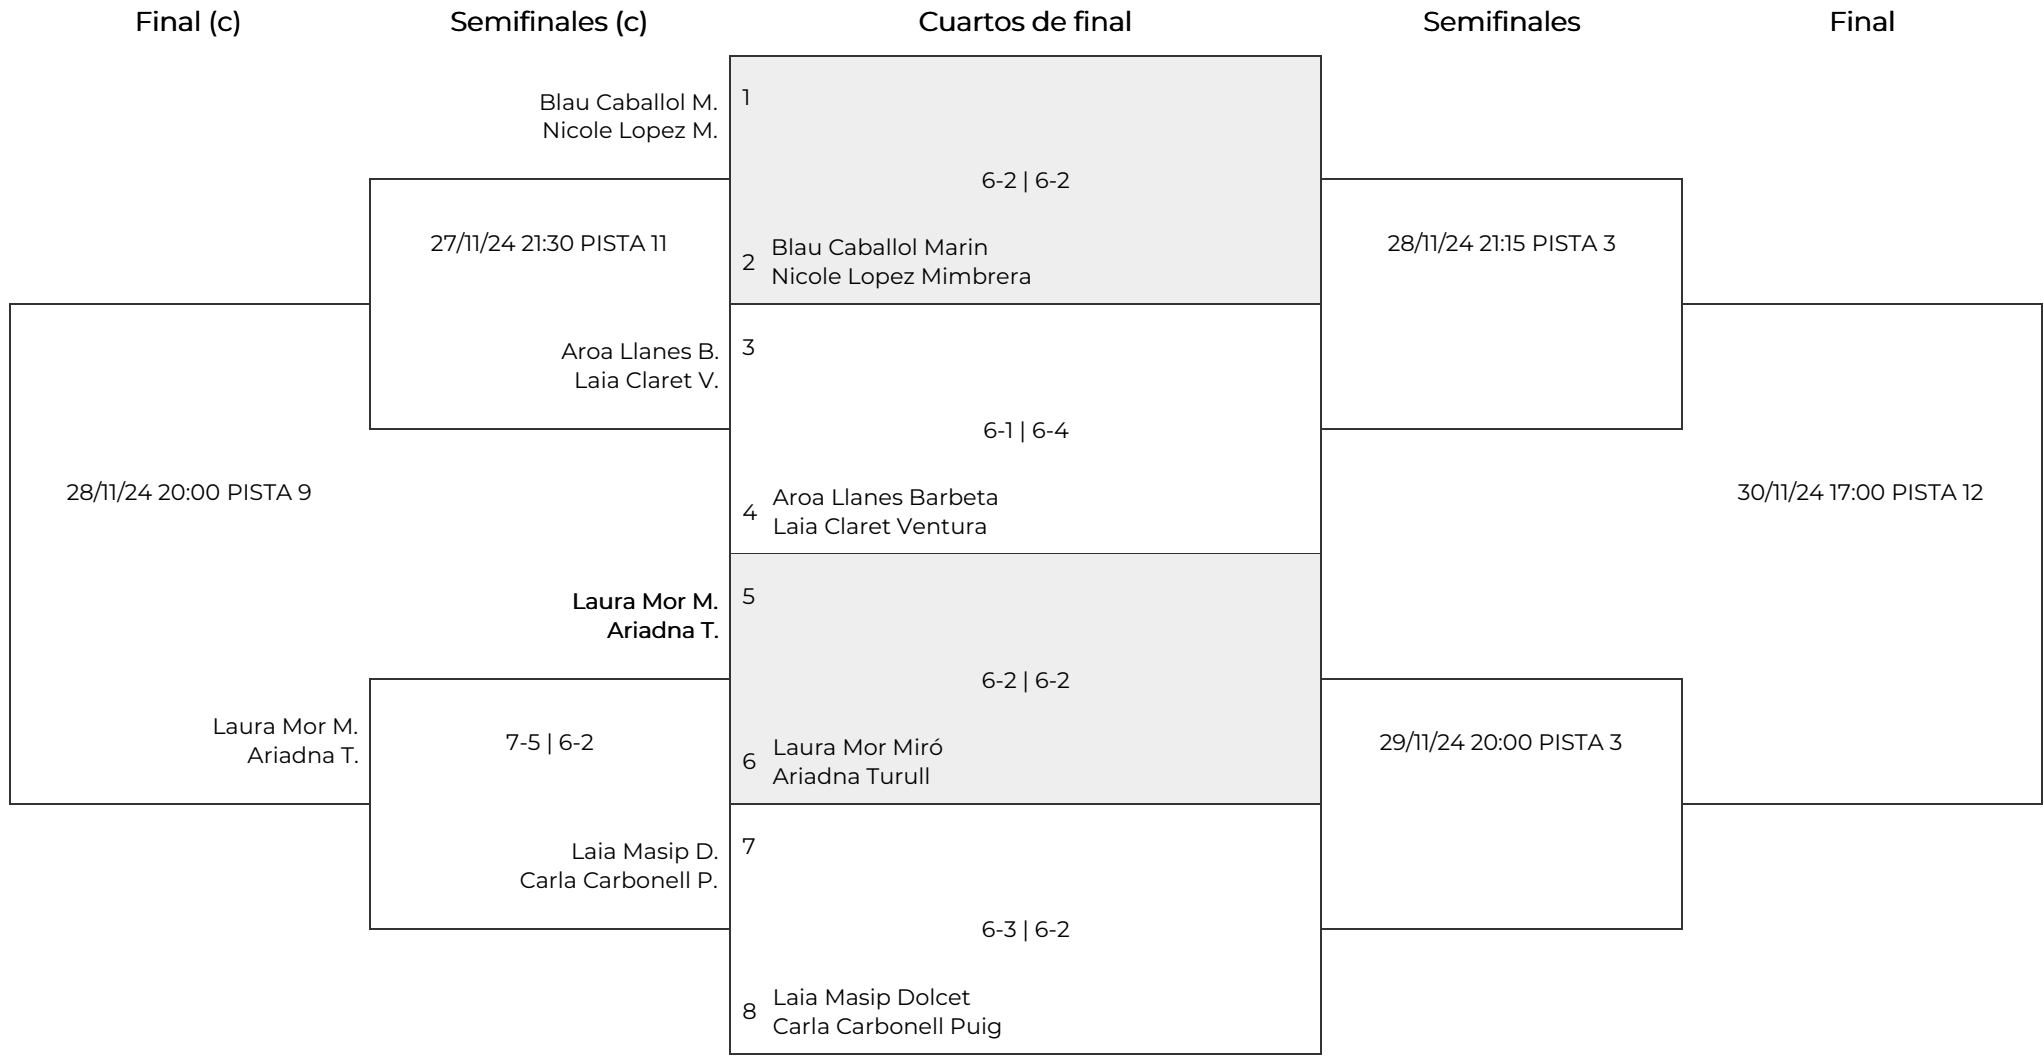 Final (c)
Semifinales (c)
Cuartos de final
Semifinales
Final
Blau Caballol M.
Nicole Lopez M.
27/11/24 21:30 PISTA 11
Aroa Llanes B.
Laia Claret V.
28/11/24 20:00 PISTA 9
Laura Mor M.
Ariadna T.
Laura Mor M.
Ariadna T.
7-5 | 6-2
Laia Masip D.
Carla Carbonell P.
1
6-2 | 6-2
2
Blau Caballol Marin
Nicole Lopez Mimbrera
3
6-1 | 6-4
4
Aroa Llanes Barbeta
Laia Claret Ventura
5
6-2 | 6-2
6
Laura Mor Miró
Ariadna Turull
7
6-3 | 6-2
8
Laia Masip Dolcet
Carla Carbonell Puig
28/11/24 21:15 PISTA 3
30/11/24 17:00 PISTA 12
29/11/24 20:00 PISTA 3